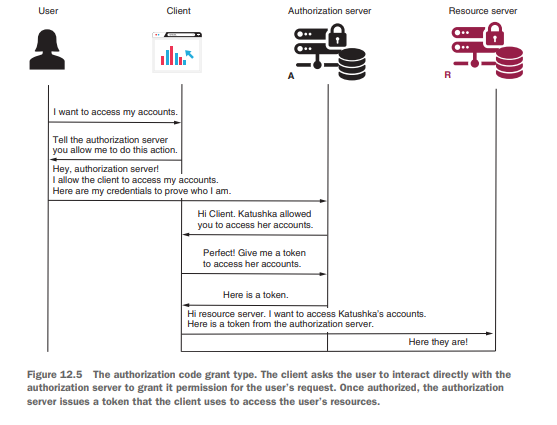 User
Client
Authorization server
Resource server
A
R
I want to access my accounts.
Tell the authorization server
you allow me to do this action.
Hey, authorization server!
I allow the client to access my accounts.
Here are my credentials to prove who I am.
Hi Client. Katushka allowed
you to access her accounts.
Perfect! Give me a token
to access her accounts.
Here is a token.
Hi resource server. I want to access Katushka's accounts.
Here is a token from the authorization server.
Here they are!
Figure 12.5 The authorization code grant type. The client asks the user to interact directly with the
authorization server to grant it permission for the user's request. Once authorized, the authorization
server issues a token that the client uses to access the user's resources.